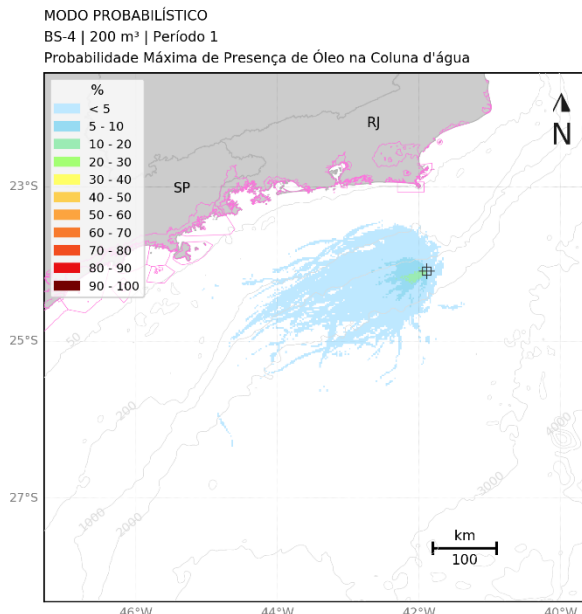 MODO PROBABILÍSTICO
BS-4 | 200 m³ | Período 1
Probabilidade Máxima de Presença de Óleo na Coluna d'água
%
< 5
5 - 10
10 - 20
20 - 30
30 - 40
40 - 50
50 - 60
60 - 70
70 - 80
80 - 90
90 - 100
RJ
SP
N
23°S
25°S
27°S
50
200
1000
2000
3000
4000
km
100
46°W
44°W
42°W
40°W